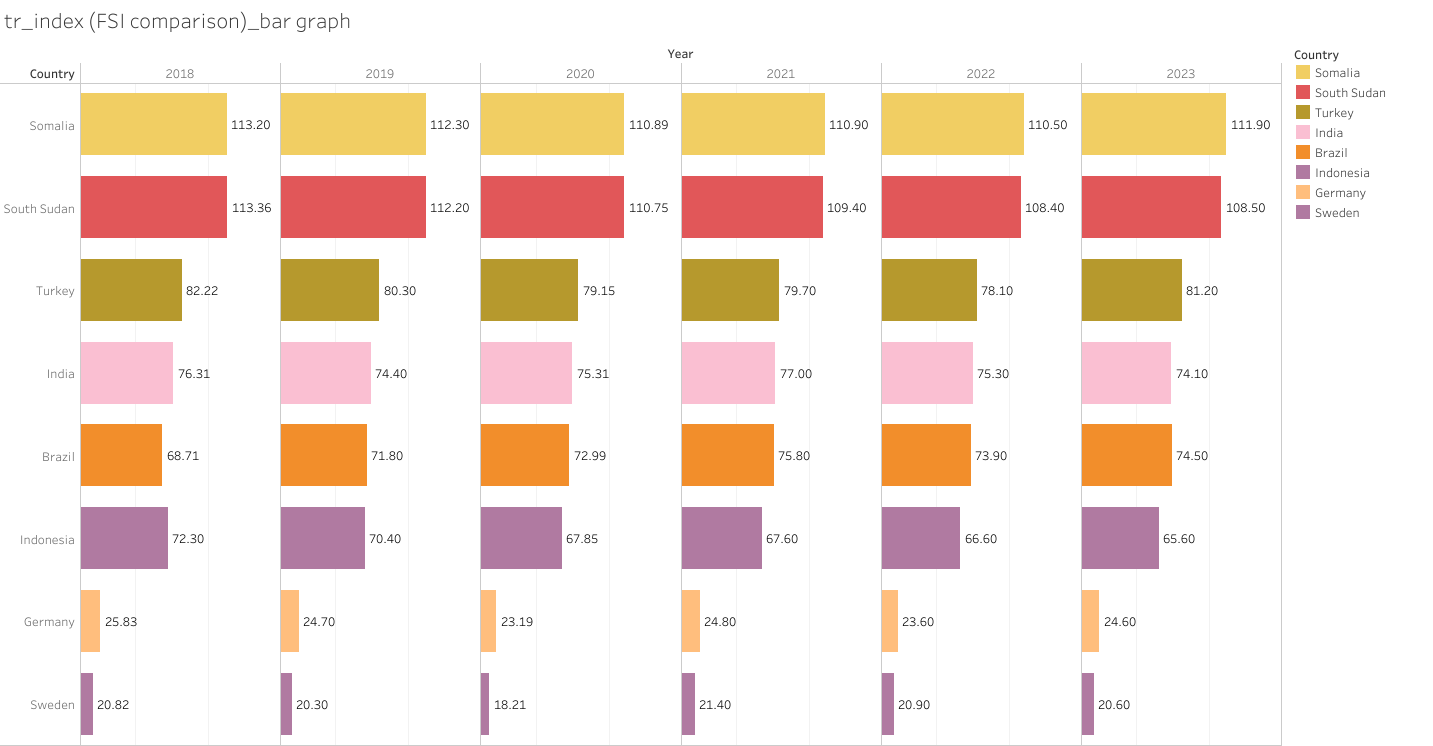 tr_index (FSI comparison)_bar graph
Year
Country 2018 2019 2020 2021 2022 2023
Somalia 113.20 112.30 110.89 110.90 110.50 111.90
South Sudan 113.36 112.20 110.75 109.40 108.40 108.50
Turkey 82.22 80.30 79.15 79.70 78.10 81.20
India 76.31 74.40 75.31 77.00 75.30 74.10
Brazil 68.71 71.80 72.99 75.80 73.90 74.50
Indonesia 72.30 70.40 67.85 67.60 66.60 65.60
Germany 25.83 24.70 23.19 24.80 23.60 24.60
Sweden 20.82 20.30 18.21 21.40 20.90 20.60
Country
Somalia
South Sudan
Turkey
India
Brazil
Indonesia
Germany
Sweden